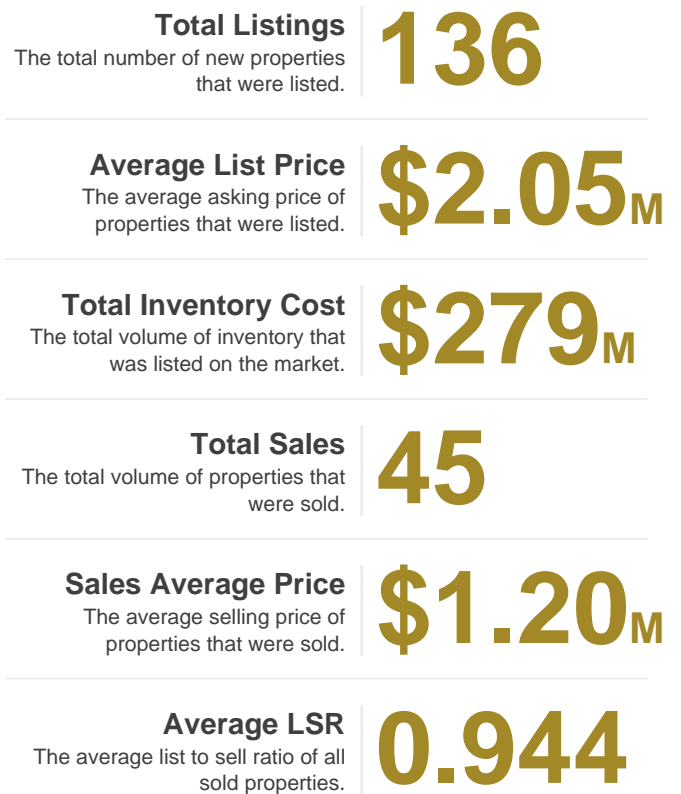 Total Listings
The total number of new properties
that were listed.
136
Average List Price
The average asking price of
properties that were listed.
$2.05M
Total Inventory Cost
The total volume of inventory that
was listed on the market.
$279M
Total Sales
The total volume of properties that
were sold.
45
Sales Average Price
The average selling price of
properties that were sold.
$1.20M
Average LSR
The average list to sell ratio of all
sold properties.
0.944